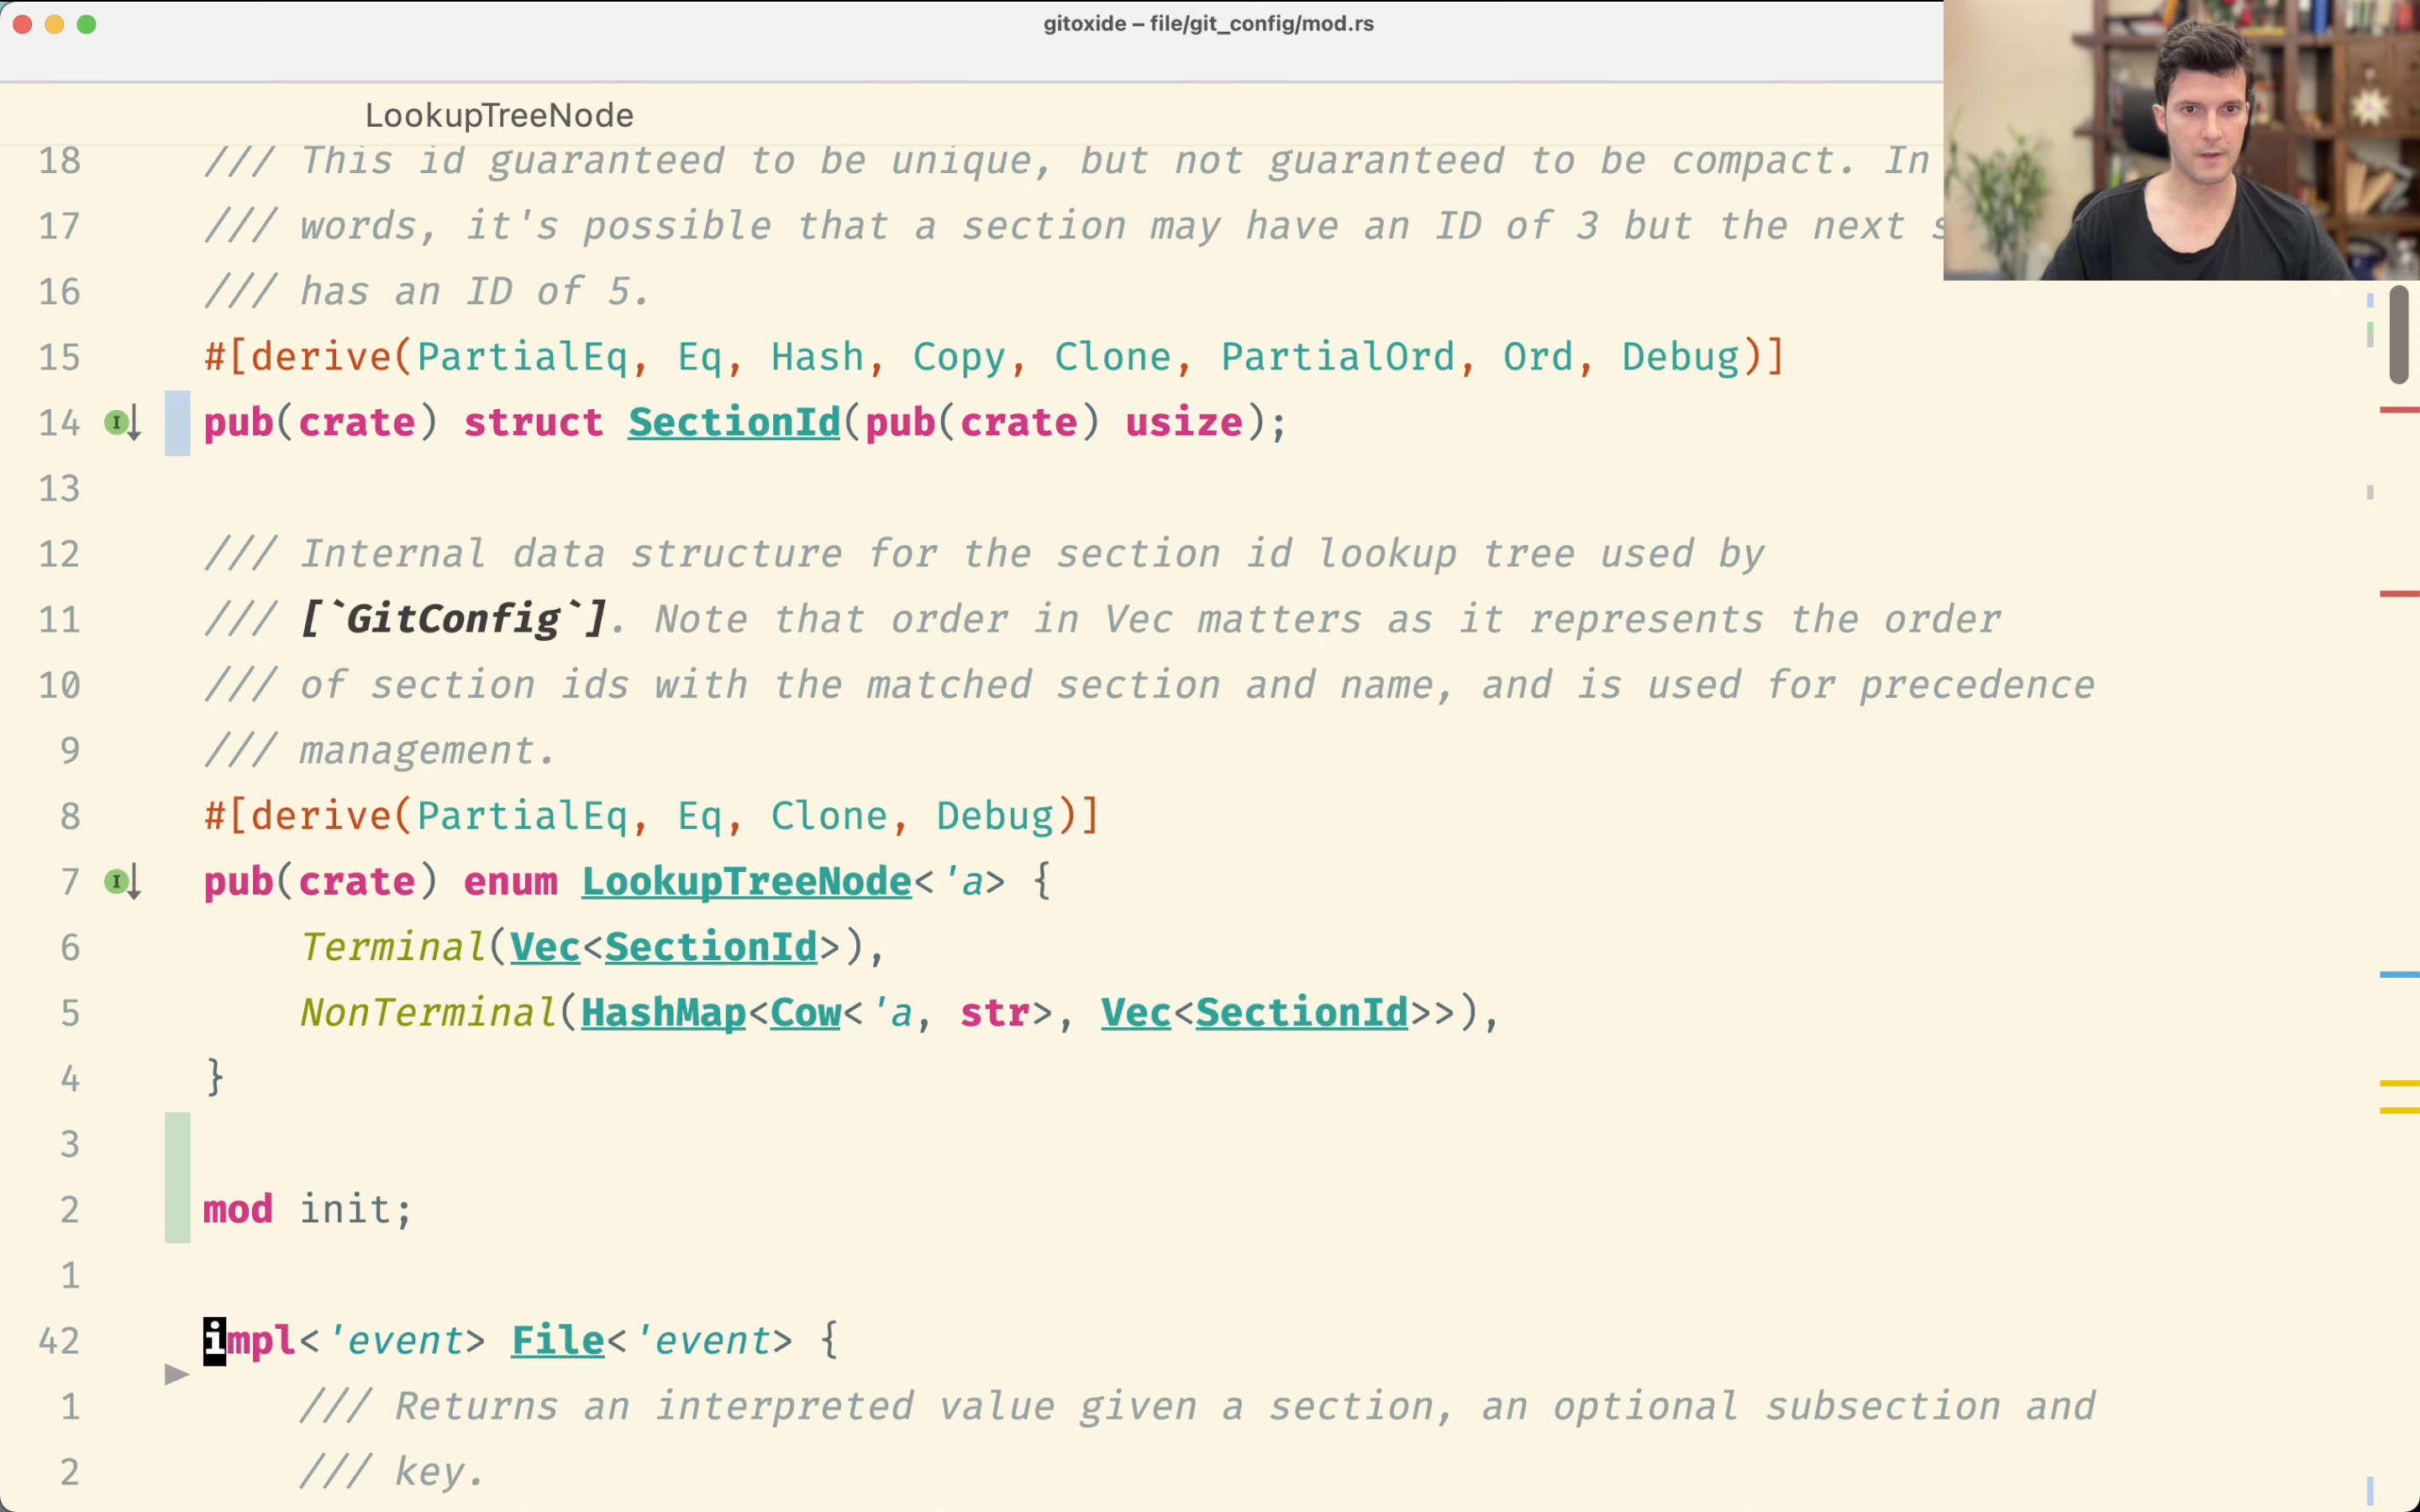 gitoxide – file/git_config/mod.rs
LookupTreeNode
18 /// This id guaranteed to be unique, but not guaranteed to be compact. In
17 /// words, it's possible that a section may have an ID of 3 but the next
16 /// has an ID of 5.
15 #[derive(PartialEq, Eq, Hash, Copy, Clone, PartialOrd, Ord, Debug)]
14 pub(crate) struct SectionId(pub(crate) usize);
13
12 /// Internal data structure for the section id lookup tree used by
11 /// [`GitConfig`]. Note that order in Vec matters as it represents the order
10 /// of section ids with the matched section and name, and is used for precedence
9 /// management.
8 #[derive(PartialEq, Eq, Clone, Debug)]
7 pub(crate) enum LookupTreeNode<'a> {
6 Terminal(Vec<SectionId>),
5 NonTerminal(HashMap<Cow<'a, str>, Vec<SectionId>>),
4 }
3
2 mod init;
1
42 impl<'event> File<'event> {
1 /// Returns an interpreted value given a section, an optional subsection and
2 /// key.